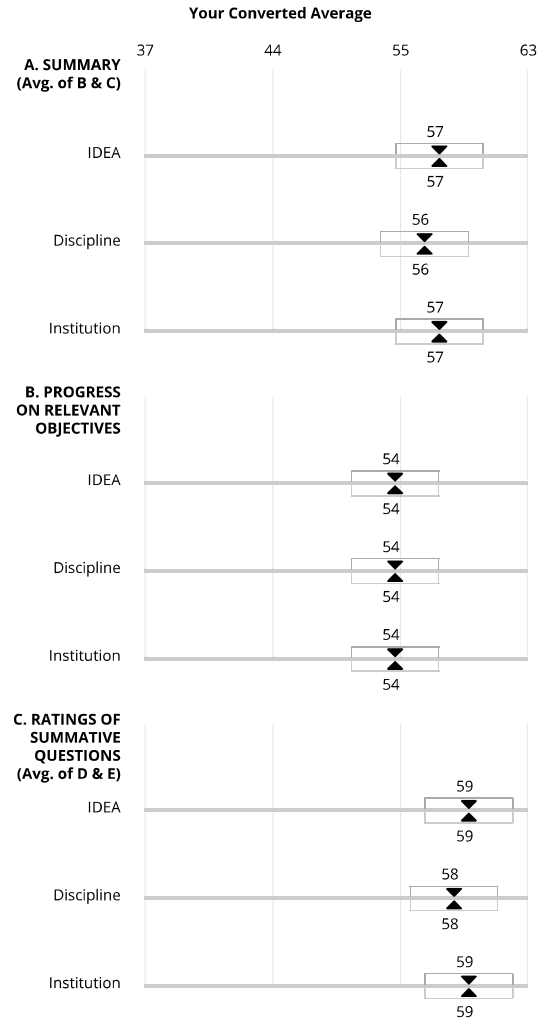 Your Converted Average
37 44 55 63
A. SUMMARY
(Avg. of B & C)
57
IDEA
57
56
Discipline
56
57
Institution
57
B. PROGRESS
ON RELEVANT
OBJECTIVES
54
IDEA
54
54
Discipline
54
54
Institution
54
C. RATINGS OF
SUMMATIVE
QUESTIONS
(Avg. of D & E)
59
IDEA
59
58
Discipline
58
59
Institution
59